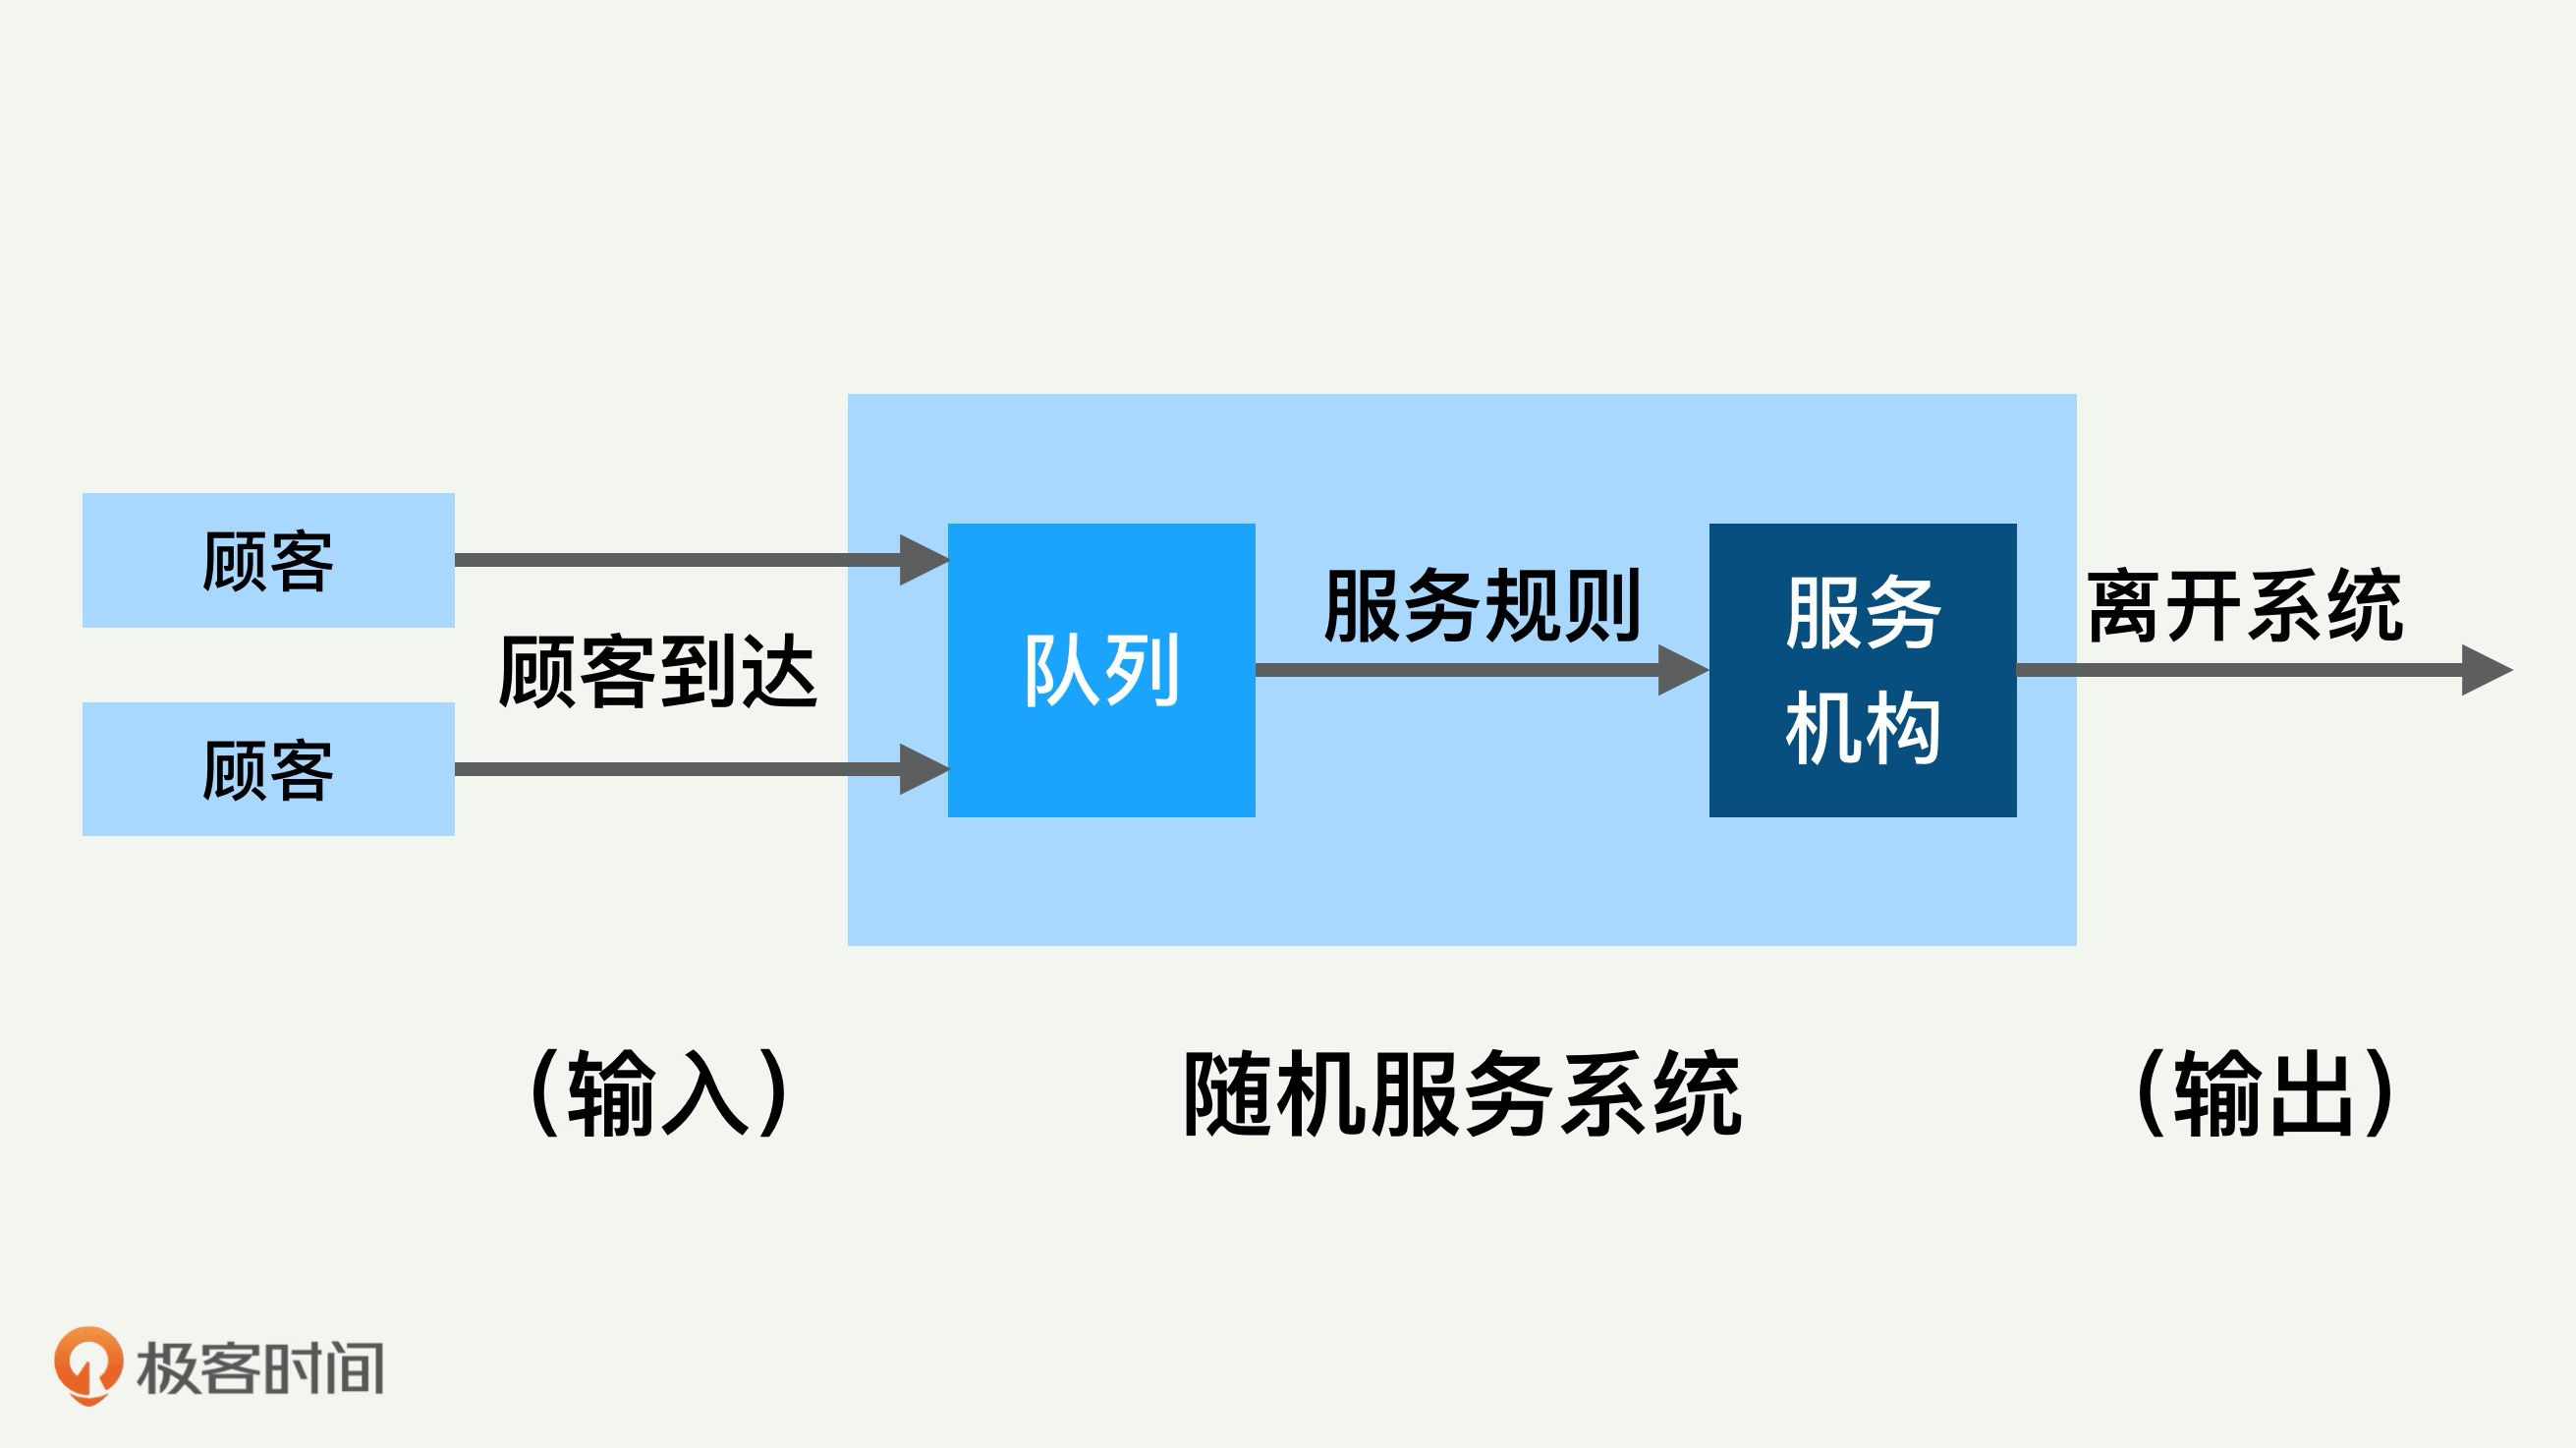 顾客
顾客到达
顾客
队列
服务规则
服务
机构
离开系统
(输入)
随机服务系统
(输出)
极客时间